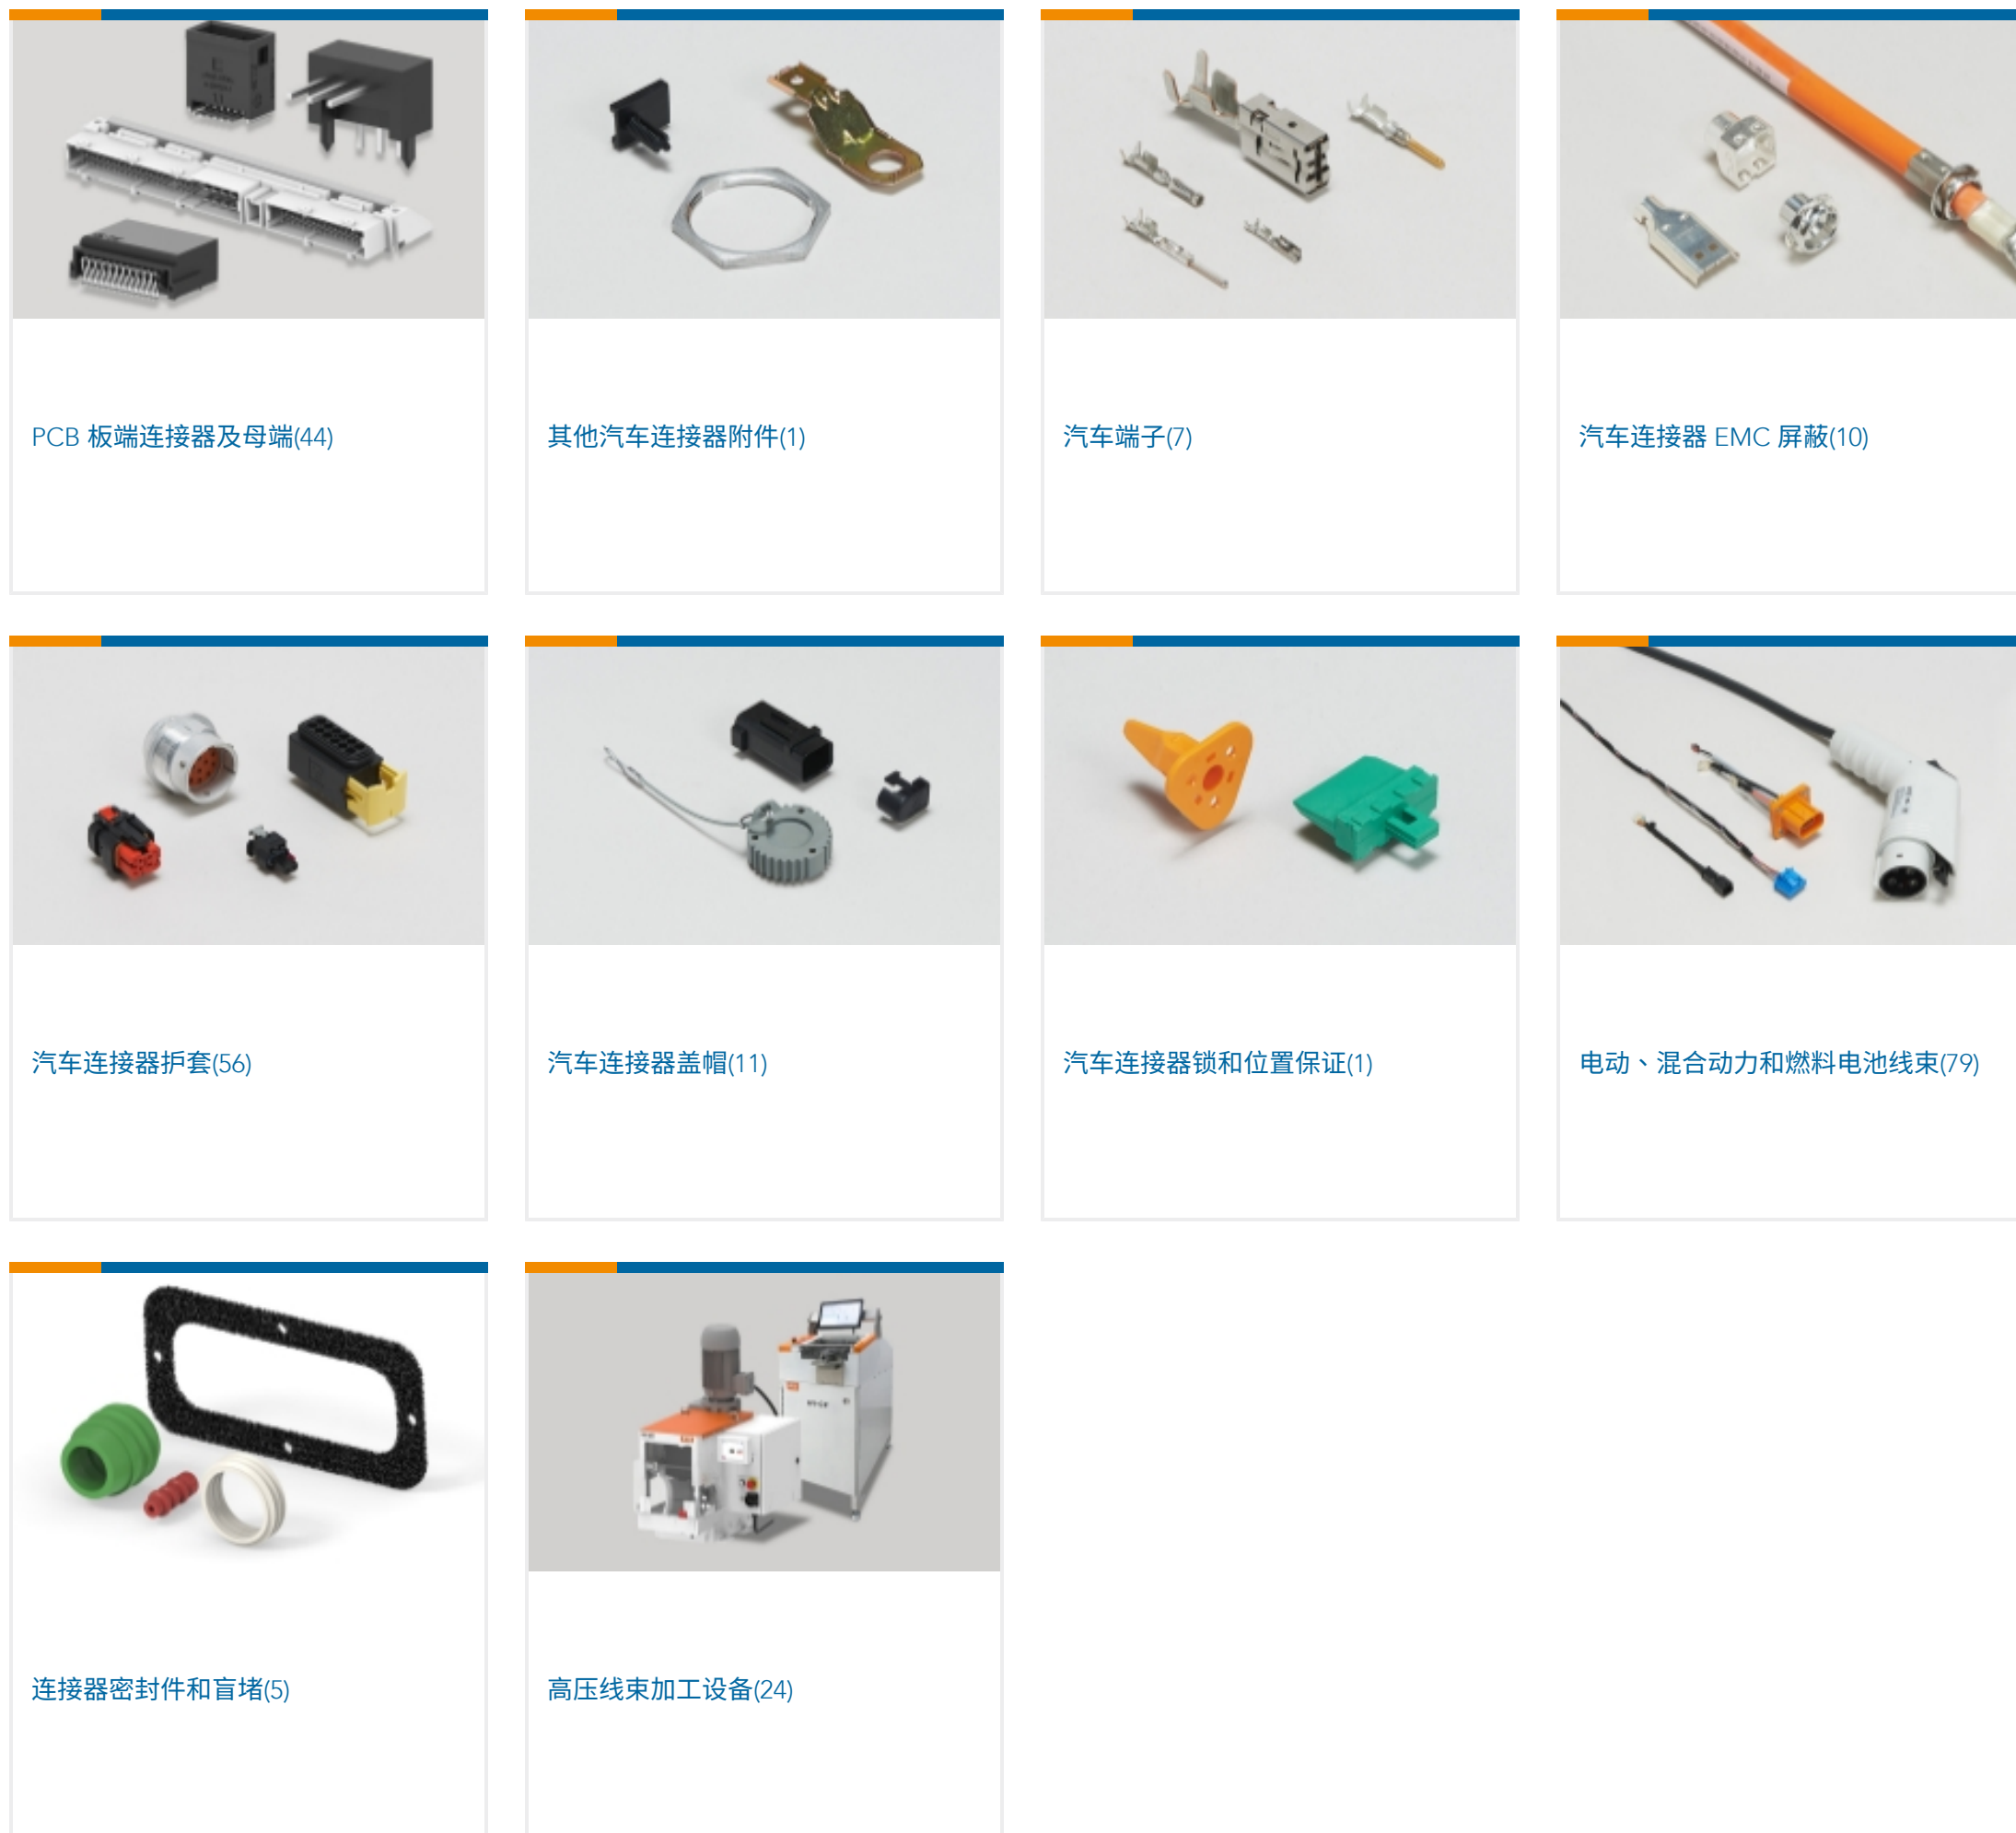 PCB 板端连接器及母端(44)
其他汽车连接器附件(1)
汽车端子(7)
汽车连接器 EMC 屏蔽(10)
汽车连接器护套(56)
汽车连接器盖帽(11)
汽车连接器锁和位置保证(1)
电动、混合动力和燃料电池线束(79)
连接器密封件和盲堵(5)
高压线束加工设备(24)